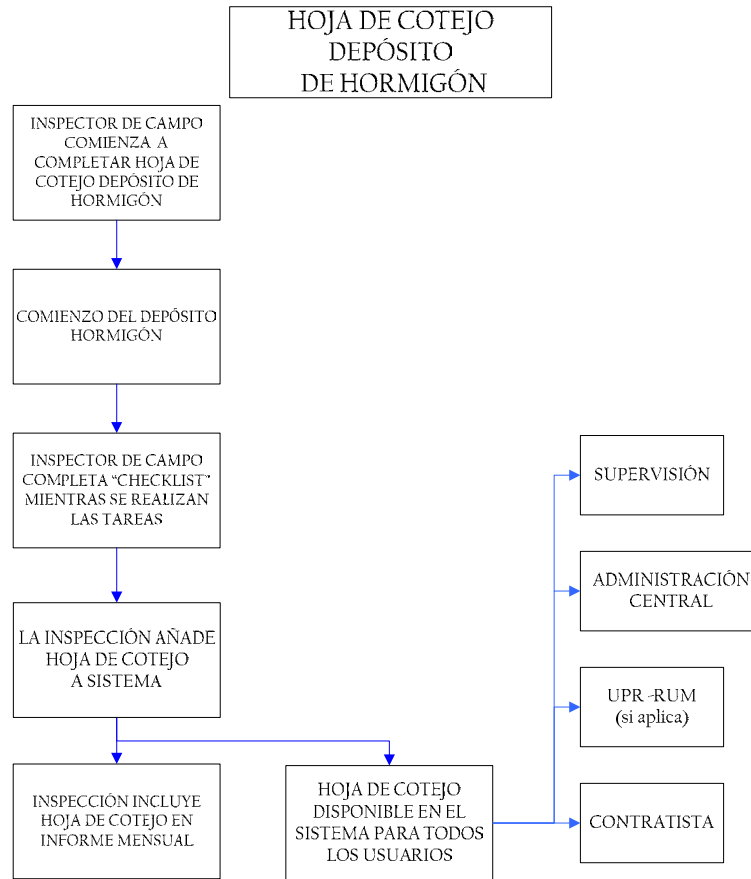 HOJA DE COTEJO
DEPÓSITO
DE HORMIGÓN
INSPECTOR DE CAMPO
COMIENZA A
COMPLETAR HOJA DE
COTEJO DEPÓSITO DE
HORMIGÓN
COMIENZO DEL DEPÓSITO
HORMIGÓN
INSPECTOR DE CAMPO
COMPLETA “CHECKLIST”
MIENTRAS SE REALIZAN
LAS TAREAS
LA INSPECCIÓN AÑADE
HOJA DE COTEJO
A SISTEMA
INSPECCIÓN INCLUYE
HOJA DE COTEJO EN
INFORME MENSUAL
HOJA DE COTEJO
DISPONIBLE EN EL
SISTEMA PARA TODOS
LOS USUARIOS
SUPERVISIÓN
ADMINISTRACIÓN
CENTRAL
UPR -RUM
(si aplica)
CONTRATISTA